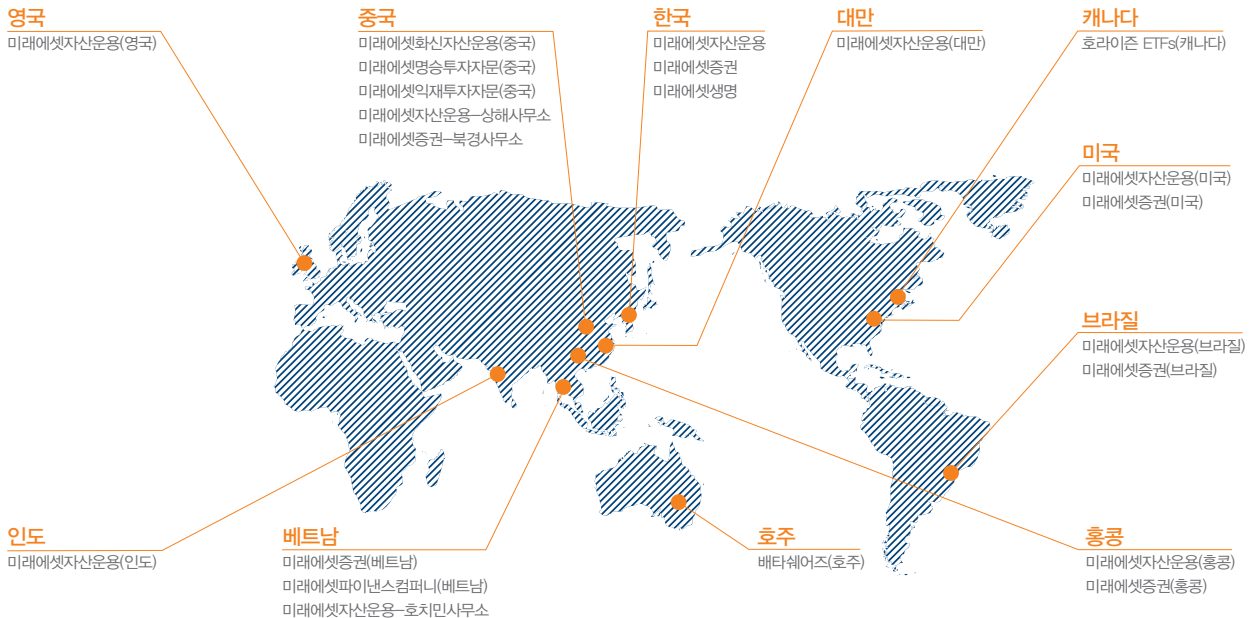 영국
미래에셋자산운용(영국)
중국
미래에셋화신자산운용(중국)
미래에셋명승투자자문(중국)
미래에셋익재투자자문(중국)
미래에셋자산운용-상해사무소
미래에셋증권-북경사무소
한국
미래에셋자산운용
미래에셋증권
미래에셋생명
대만
미래에셋자산운용(대만)
캐나다
호라이즌 ETFs(캐나다)
미국
미래에셋자산운용(미국)
미래에셋증권(미국)
브라질
미래에셋자산운용(브라질)
미래에셋증권(브라질)
인도
미래에셋자산운용(인도)
베트남
미래에셋증권(베트남)
미래에셋파이낸스컴퍼니(베트남)
미래에셋자산운용-호치민사무소
호주
배타쉐어즈(호주)
홍콩
미래에셋자산운용(홍콩)
미래에셋증권(홍콩)